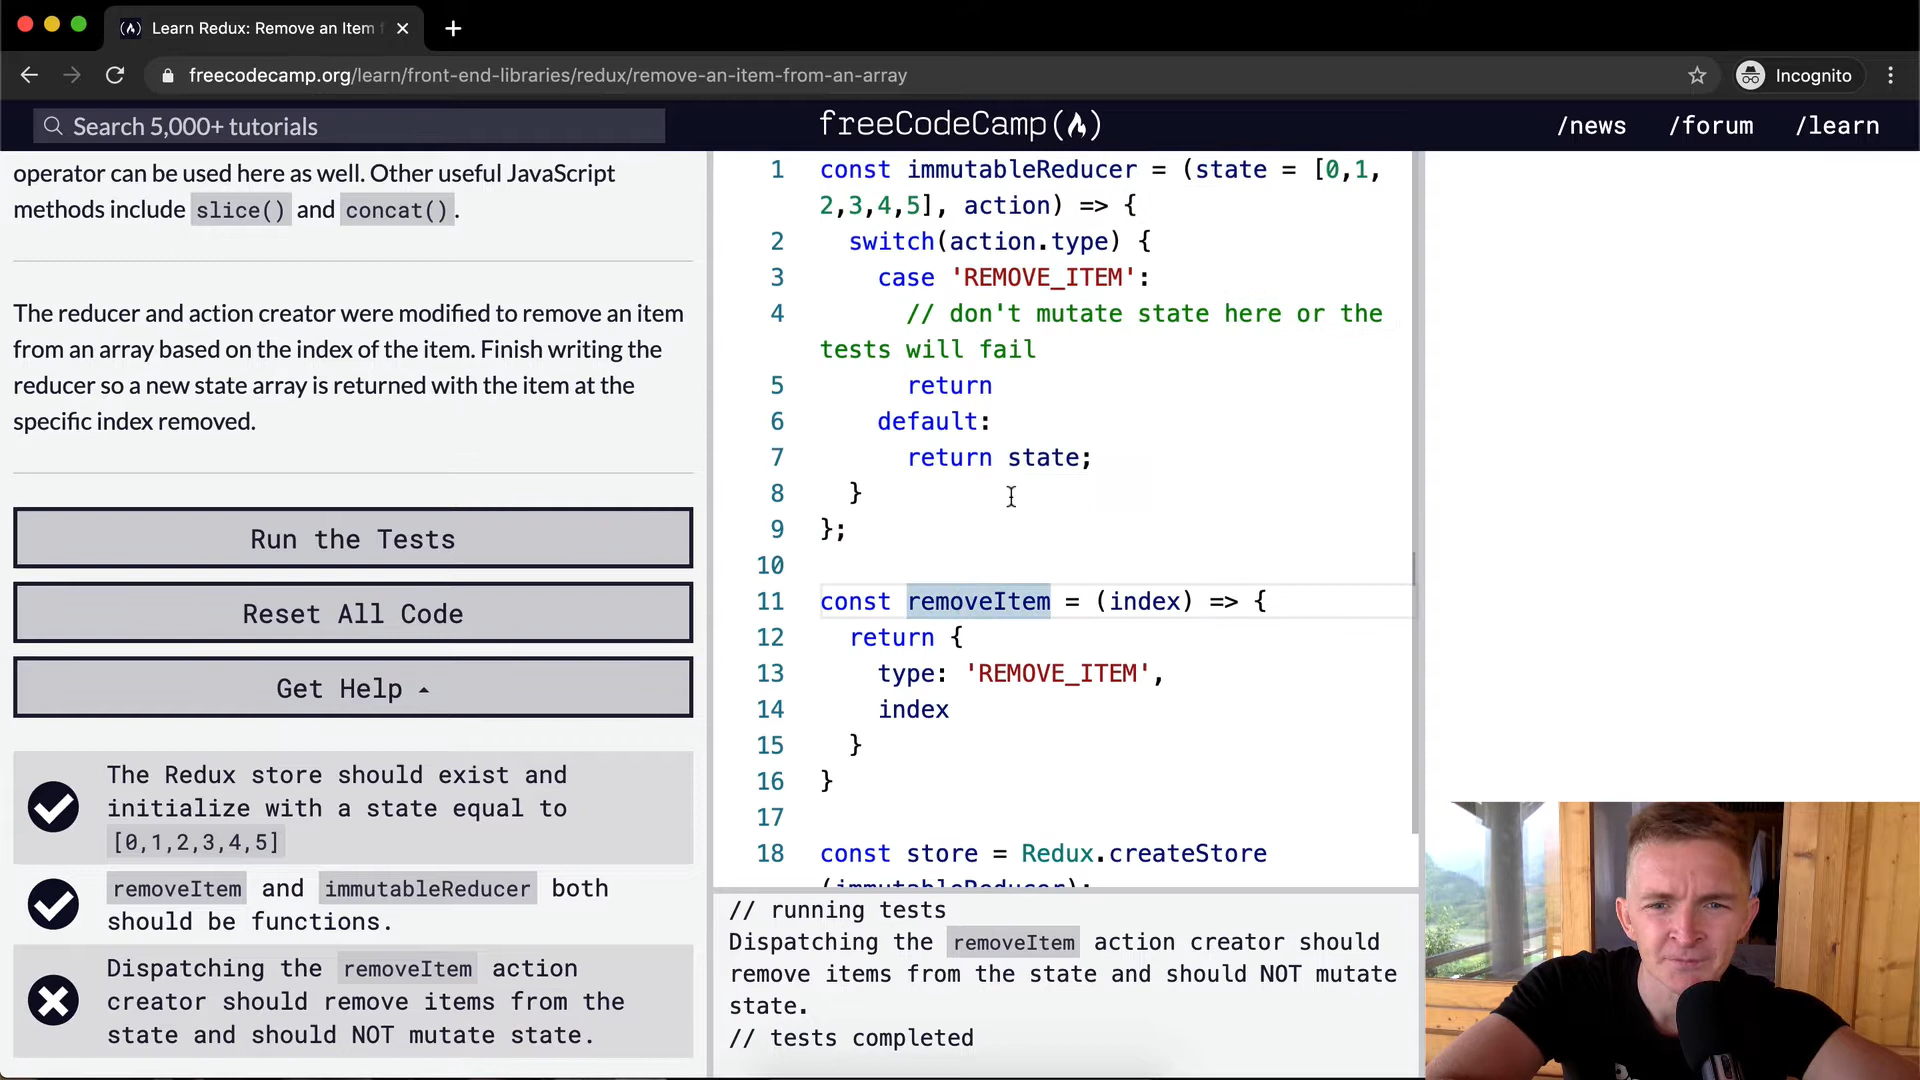 Learn Redux: Remove an Item
freecodecamp.org/learn/front-end-libraries/redux/remove-an-item-from-an-array
Incognito
Search 5,000+ tutorials
freeCodeCamp(🔥)
/news /forum /learn
operator can be used here as well. Other useful JavaScript
methods include slice() and concat().
The reducer and action creator were modified to remove an item
from an array based on the index of the item. Finish writing the
reducer so a new state array is returned with the item at the
specific index removed.
Run the Tests
Reset All Code
Get Help
The Redux store should exist and
initialize with a state equal to
[0,1,2,3,4,5]
removeItem and immutableReducer both
should be functions.
Dispatching the removeItem action
creator should remove items from the
state and should NOT mutate state.
1 const immutableReducer = (state = [0,1,
2,3,4,5], action) => {
2 switch(action.type) {
3 case 'REMOVE_ITEM':
4 // don't mutate state here or the
tests will fail
5 return
6 default:
7 return state;
8 }
9 };
10
11 const removeItem = (index) => {
12 return {
13 type: 'REMOVE_ITEM',
14 index
15 }
16 }
17
18 const store = Redux.createStore
(immutableReducer);
// running tests
Dispatching the removeItem action creator should
remove items from the state and should NOT mutate
state.
// tests completed